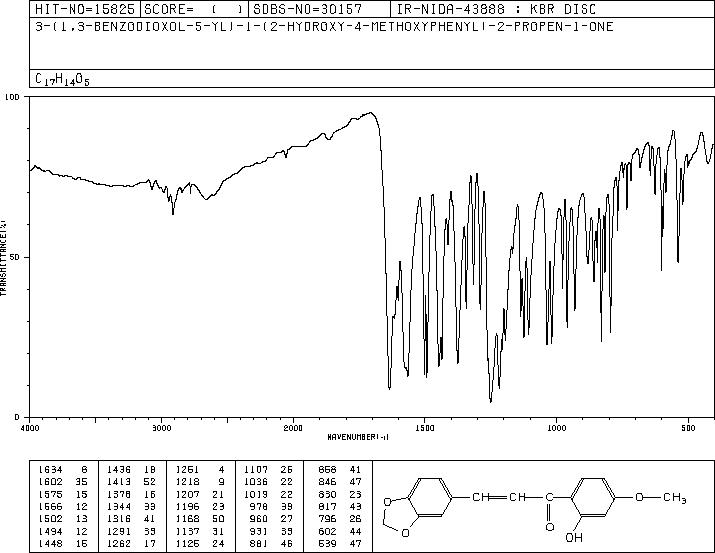 HIT-NO=15825 SCORE= ( ) SDBS-NO=30157 IR-NIDA-43888 : KBR DISC
3-(1,3-BENZODIOXOL-5-YL)-1-(2-HYDROXY-4-METHOXYPHENYL)-2-PROPEN-1-ONE
C17H14O5
100
50
0
TRANSMITTANCE(%)
4000 3000 2000 1500 1000 500
WAVENUMBER(-1)
1634 8 1436 18 1251 4 1107 26 858 41
1602 35 1413 52 1218 9 1036 22 846 47
1575 15 1378 16 1207 21 1019 22 830 23
1566 12 1344 33 1196 23 978 39 817 43
1502 13 1316 41 1168 50 960 27 796 26
1494 12 1291 33 1137 31 931 33 602 44
1448 15 1262 17 1125 24 881 46 539 47
O
O
CH CH C
O
OH
O CH3